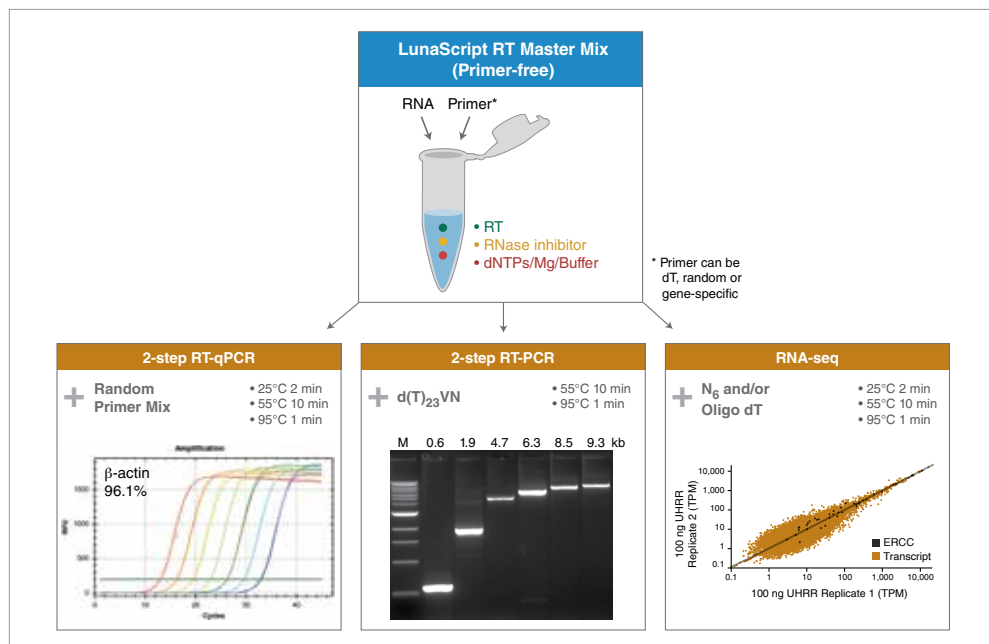 LunaScript RT Master Mix
(Primer-free)
RNA Primer*
• RT
• RNase inhibitor
• dNTPs/Mg/Buffer
* Primer can be
dT, random or
gene-specific
2-step RT-qPCR
+ Random
Primer Mix
• 25°C 2 min
• 55°C 10 min
• 95°C 1 min
Amplification
β-actin
96.1%
RFU
1500
1000
500
0
0 10 20 30 40
Cycles
2-step RT-PCR
+ d(T)₂₃VN
• 55°C 10 min
• 95°C 1 min
M 0.6 1.9 4.7 6.3 8.5 9.3 kb
RNA-seq
+ N₆ and/or
Oligo dT
• 25°C 2 min
• 55°C 10 min
• 95°C 1 min
100 ng UHRR
Replicate 2 (TPM)
10,000
1,000
100
10
1
0.1
ERCC
Transcript
0.1 1 10 100 1,000 10,000
100 ng UHRR Replicate 1 (TPM)